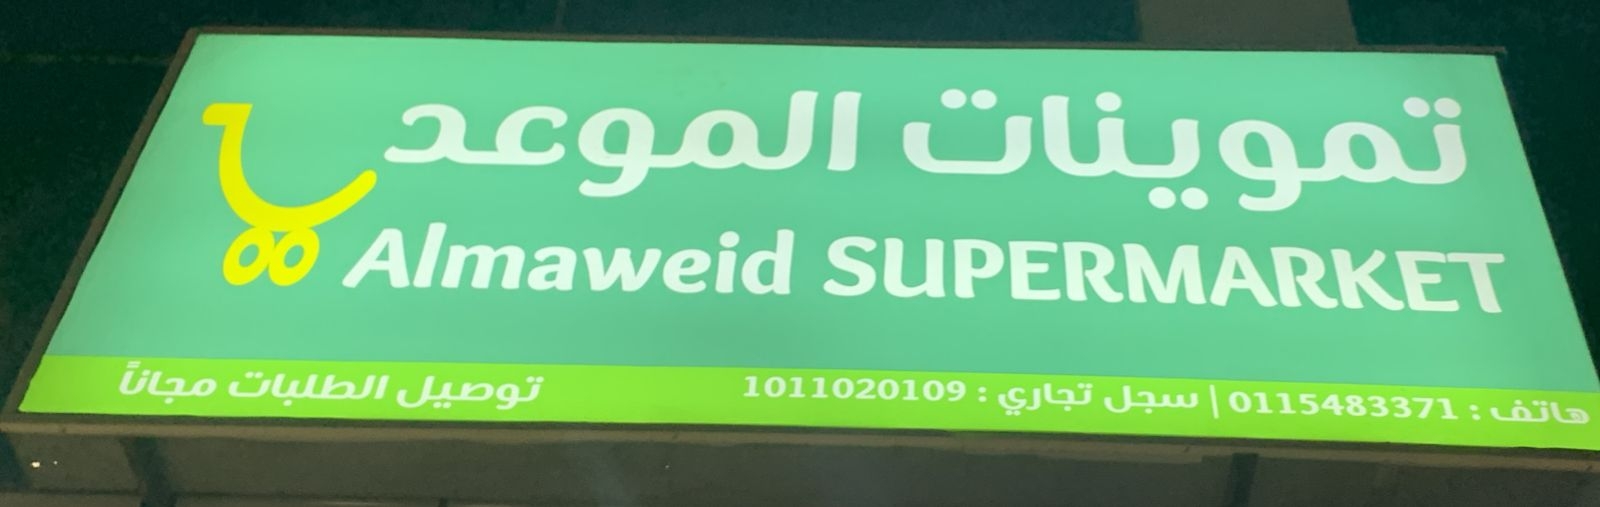 تموينات الموعد
Almaweid SUPERMARKET
هاتف : 0115483371 | سجل تجاري : 1011020109
توصيل الطلبات مجاناً